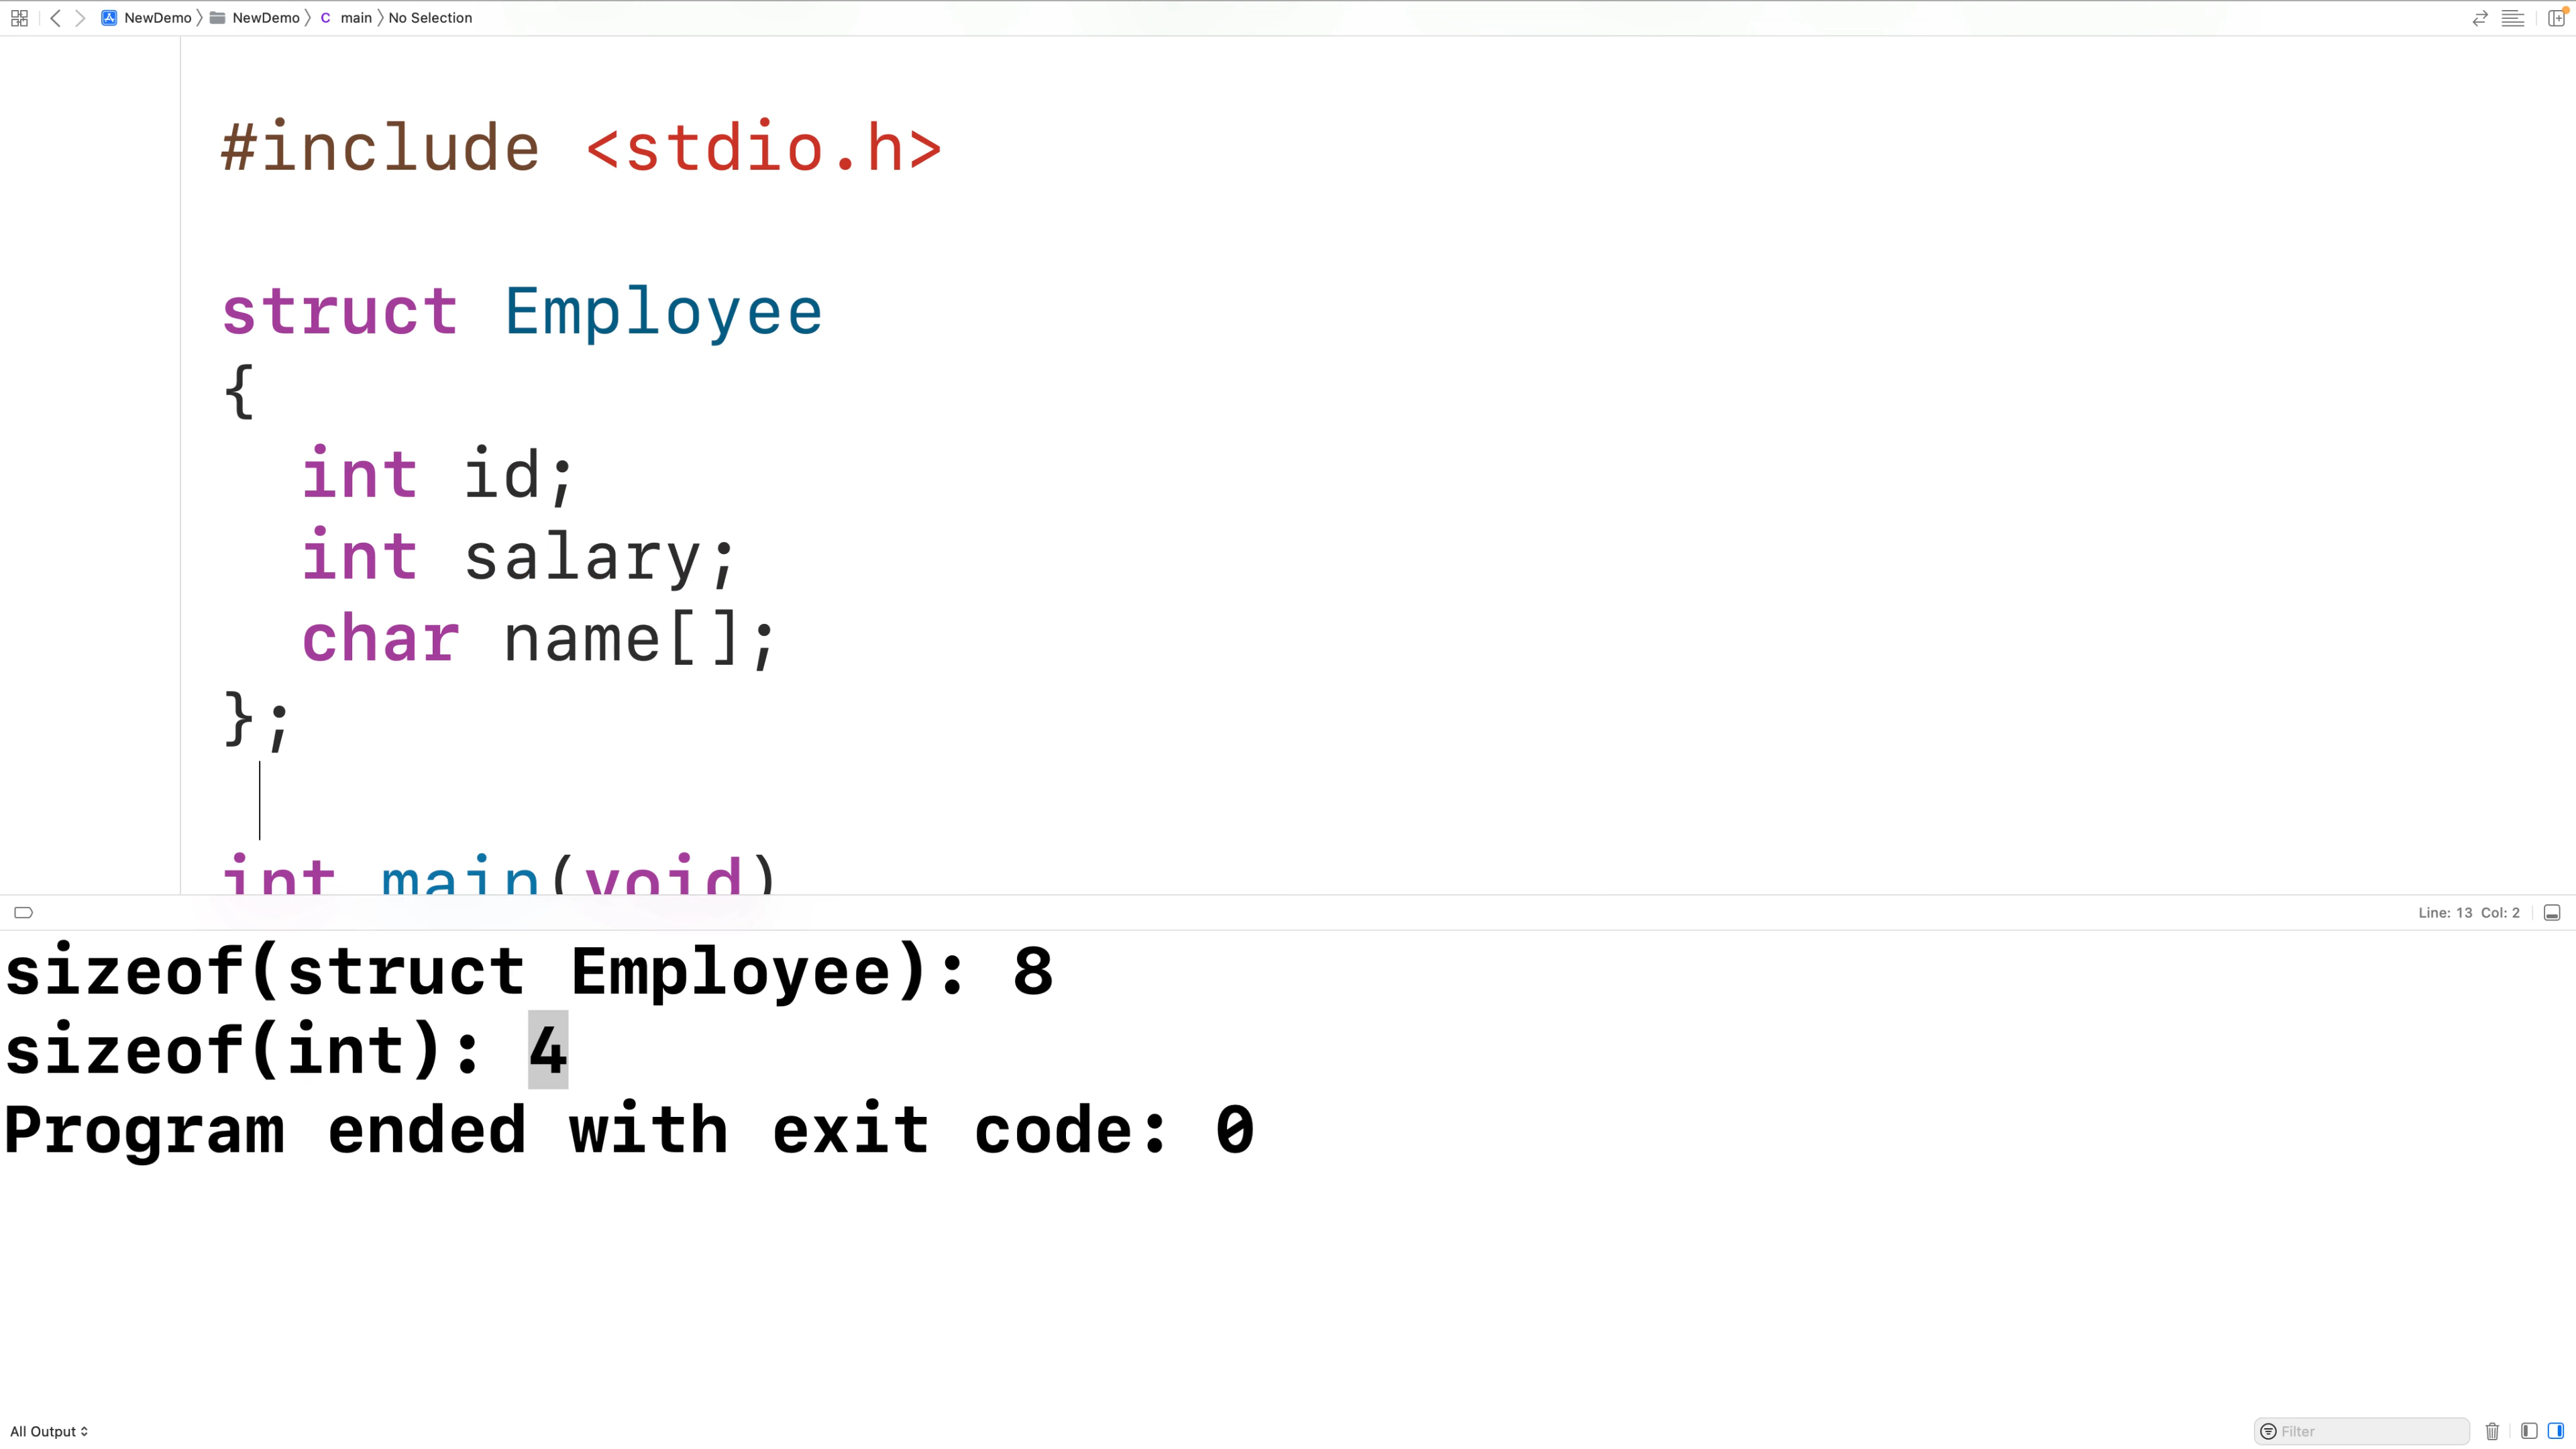 NewDemo NewDemo C main No Selection
#include <stdio.h>
struct Employee
{
int id;
int salary;
char name[];
};
int main(void)
Line: 13 Col: 2
sizeof(struct Employee): 8
sizeof(int): 4
Program ended with exit code: 0
All Output
Filter